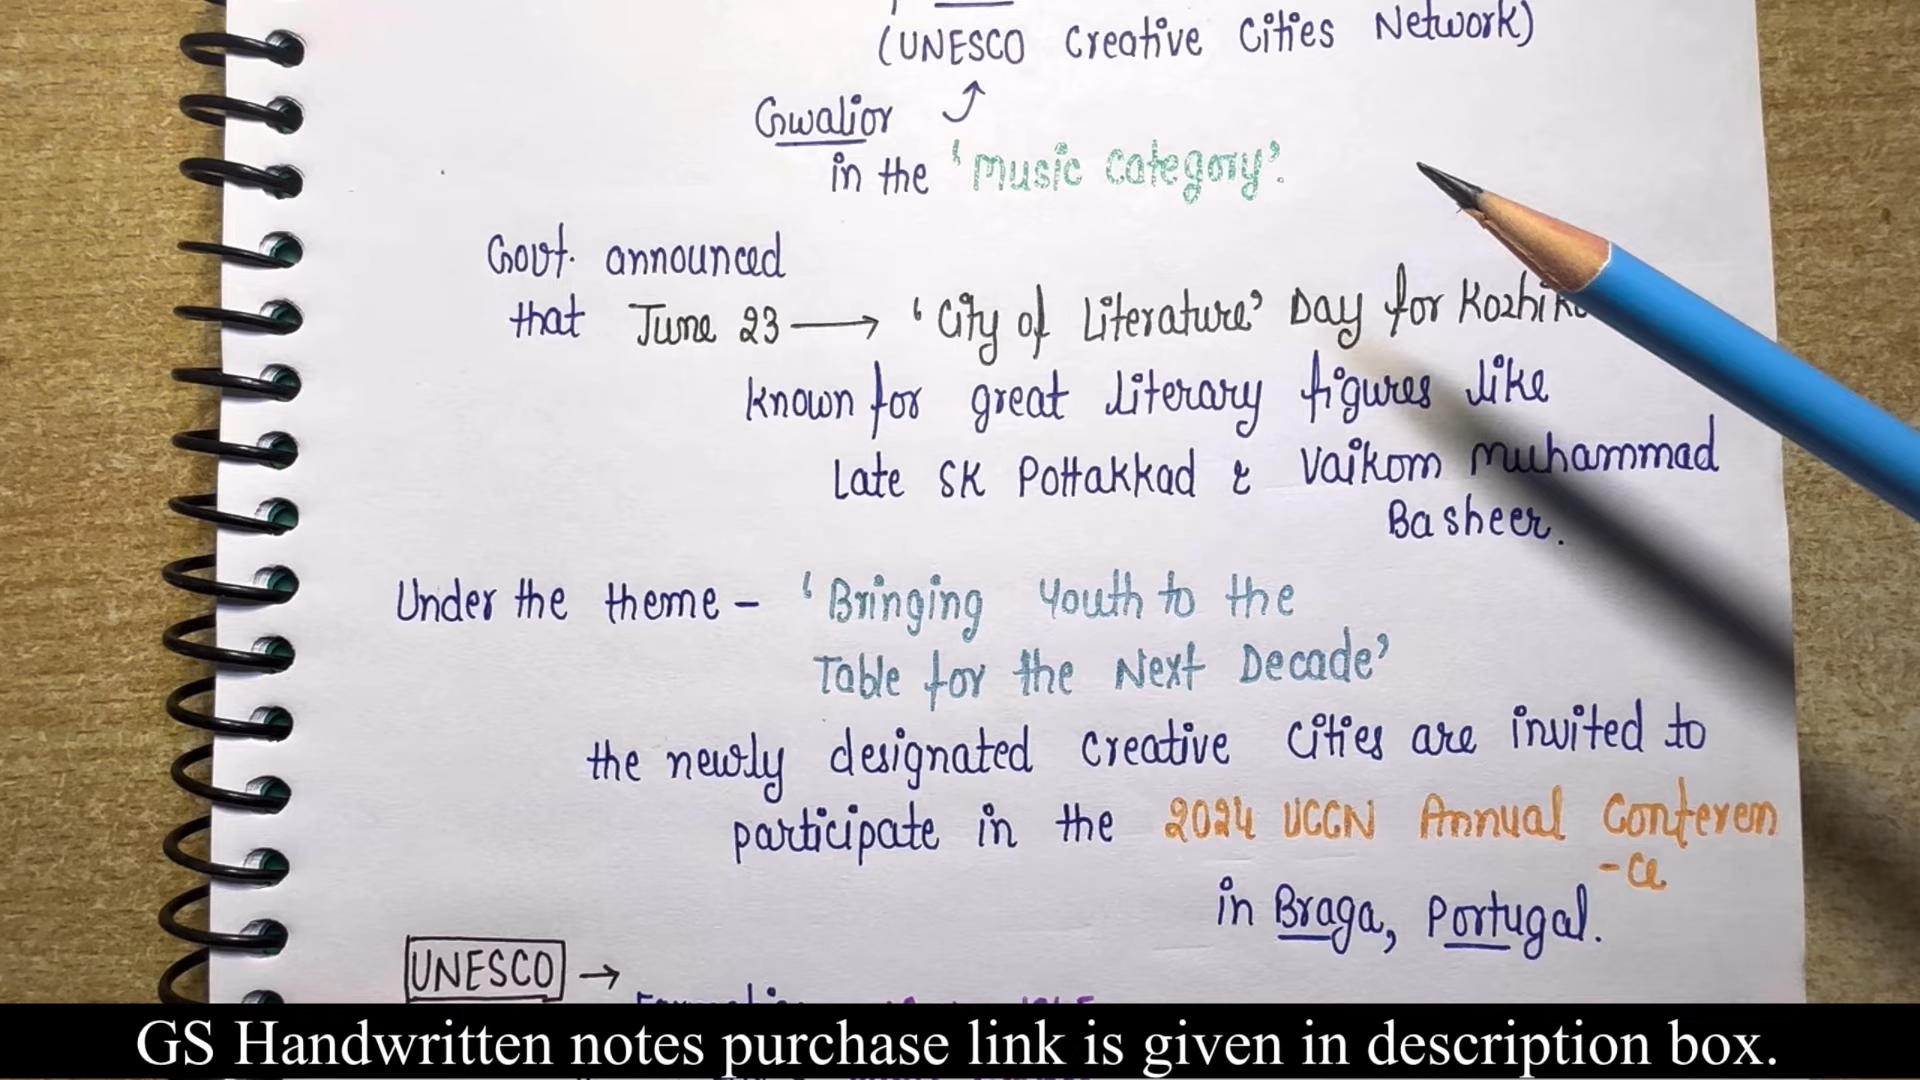 (UNESCO Creative Cities Network)
Gwalior
in the 'music category'.
Govt. announced
that June 23 → 'City of Literature' Day for
known for great literary figures like
Late SK Pottakkad & Vaikom Muhammad
Basheer.
Under the theme - 'Bringing Youth to the
Table for the Next Decade'
the newly designated creative cities are invited to
participate in the 2024 UCCN Annual Conferen
-ce
in Braga, Portugal.
UNESCO →
GS Handwritten notes purchase link is given in description box.